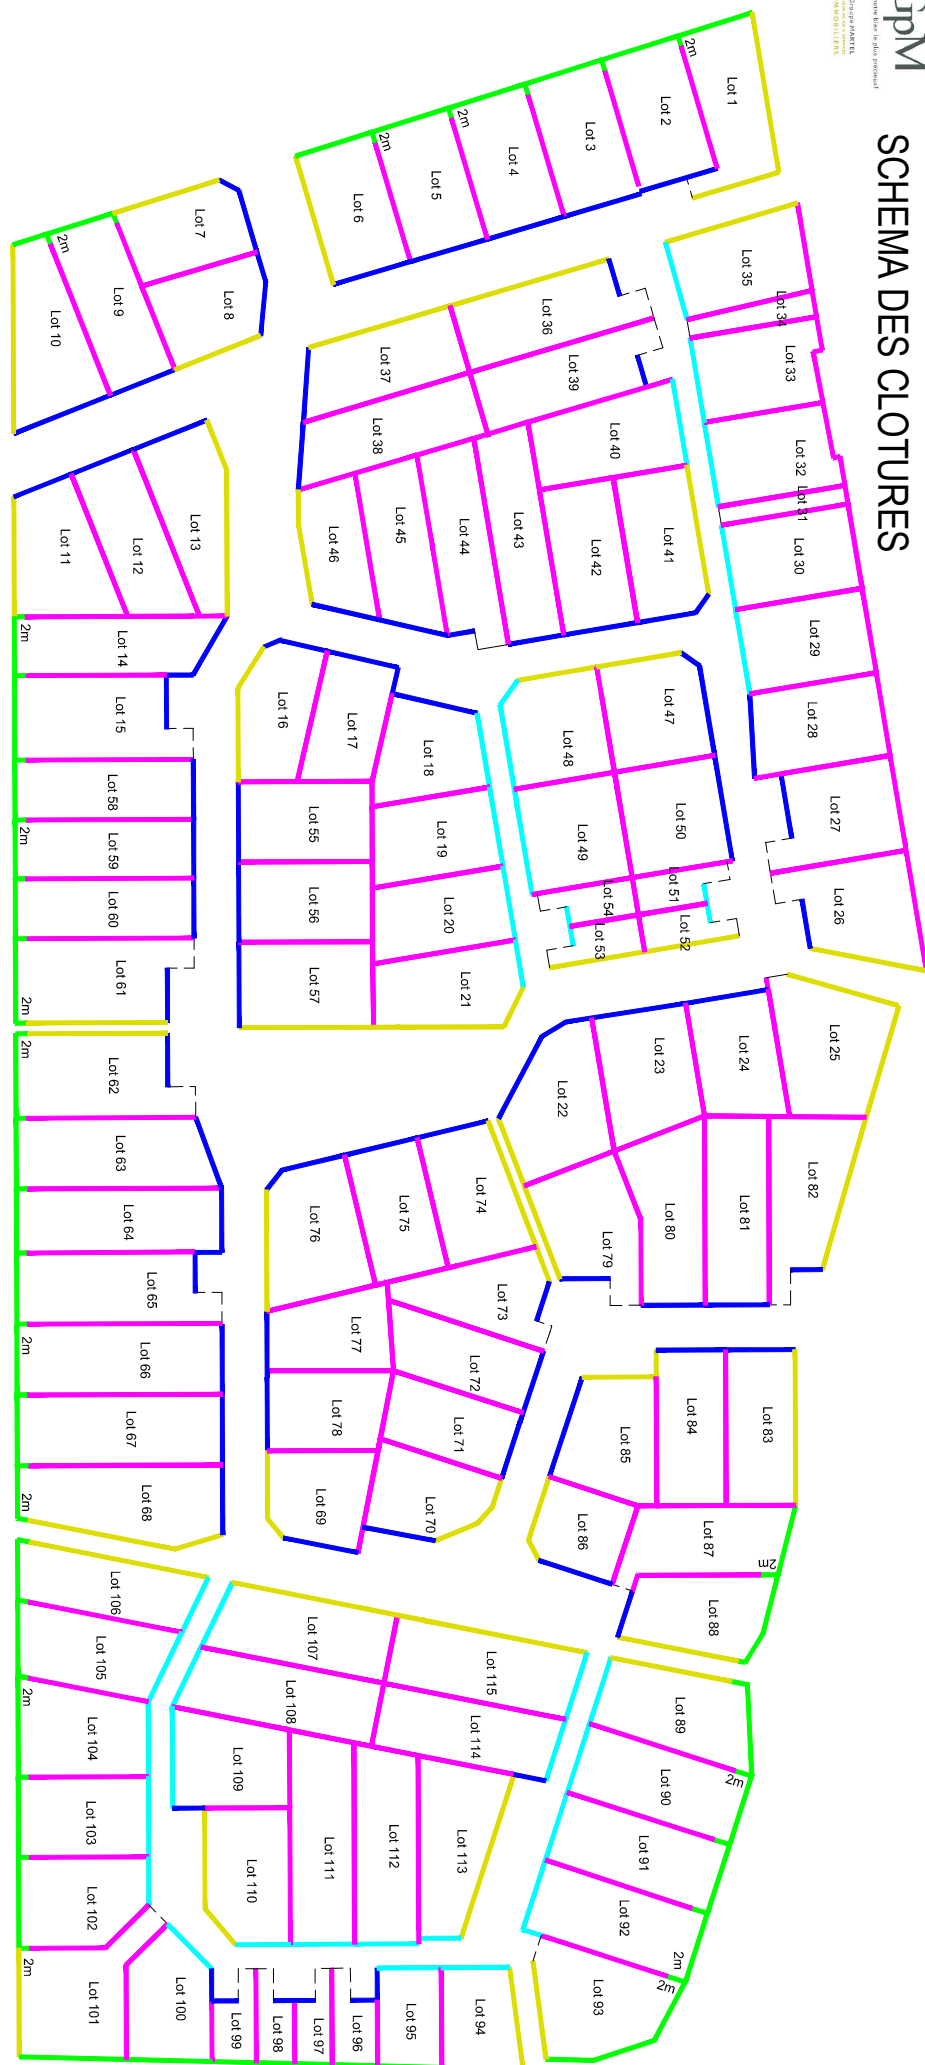 GpM
notre bien le plus précieux!
Groupe MARTEL
IMMOBILIERS
SCHEMA DES CLOTURES
Lot 1
2m
Lot 2
Lot 3
Lot 4
2m
Lot 5
2m
Lot 6
Lot 7
Lot 8
2m
Lot 9
Lot 10
Lot 35
Lot 34
Lot 33
Lot 32
Lot 31
Lot 30
Lot 29
Lot 28
Lot 27
Lot 26
Lot 36
Lot 37
Lot 39
Lot 38
Lot 40
Lot 41
Lot 42
Lot 43
Lot 44
Lot 45
Lot 46
Lot 11
Lot 12
Lot 13
Lot 14
2m
Lot 15
Lot 58
2m
Lot 59
Lot 60
Lot 61
2m
Lot 16
Lot 17
Lot 18
Lot 19
Lot 20
Lot 21
Lot 55
Lot 56
Lot 57
Lot 47
Lot 48
Lot 49
Lot 50
Lot 51
Lot 52
Lot 53
Lot 54
Lot 25
Lot 24
Lot 23
Lot 22
Lot 82
Lot 81
Lot 80
Lot 79
2m
Lot 62
Lot 63
Lot 64
Lot 65
2m
Lot 66
Lot 67
2m
Lot 68
Lot 74
Lot 75
Lot 76
Lot 73
Lot 72
Lot 71
Lot 70
Lot 77
Lot 78
Lot 69
Lot 83
Lot 84
Lot 85
Lot 86
Lot 87
2m
Lot 88
Lot 106
Lot 105
2m
Lot 104
Lot 103
Lot 102
2m
Lot 101
Lot 100
Lot 107
Lot 115
Lot 108
Lot 114
Lot 109
Lot 110
Lot 111
Lot 112
Lot 113
Lot 89
2m
Lot 90
Lot 91
Lot 92
2m
2m
Lot 93
Lot 94
Lot 95
Lot 96
Lot 97
Lot 98
Lot 99